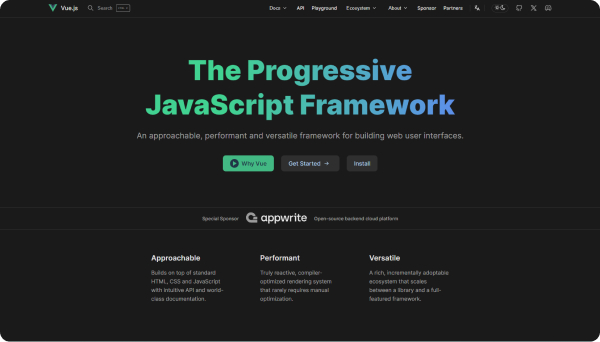 Vue.js
Search
Docs API Playground Ecosystem About Sponsor Partners
The Progressive
JavaScript Framework
An approachable, performant and versatile framework for building web user interfaces.
Why Vue
Get Started →
Install
Special Sponsor
appwrite
Open-source backend cloud platform
Approachable
Builds on top of standard
HTML, CSS and JavaScript
with intuitive API and world-
class documentation.
Performant
Truly reactive, compiler-
optimized rendering system
that rarely requires manual
optimization.
Versatile
A rich, incrementally adoptable
ecosystem that scales
between a library and a full-
featured framework.